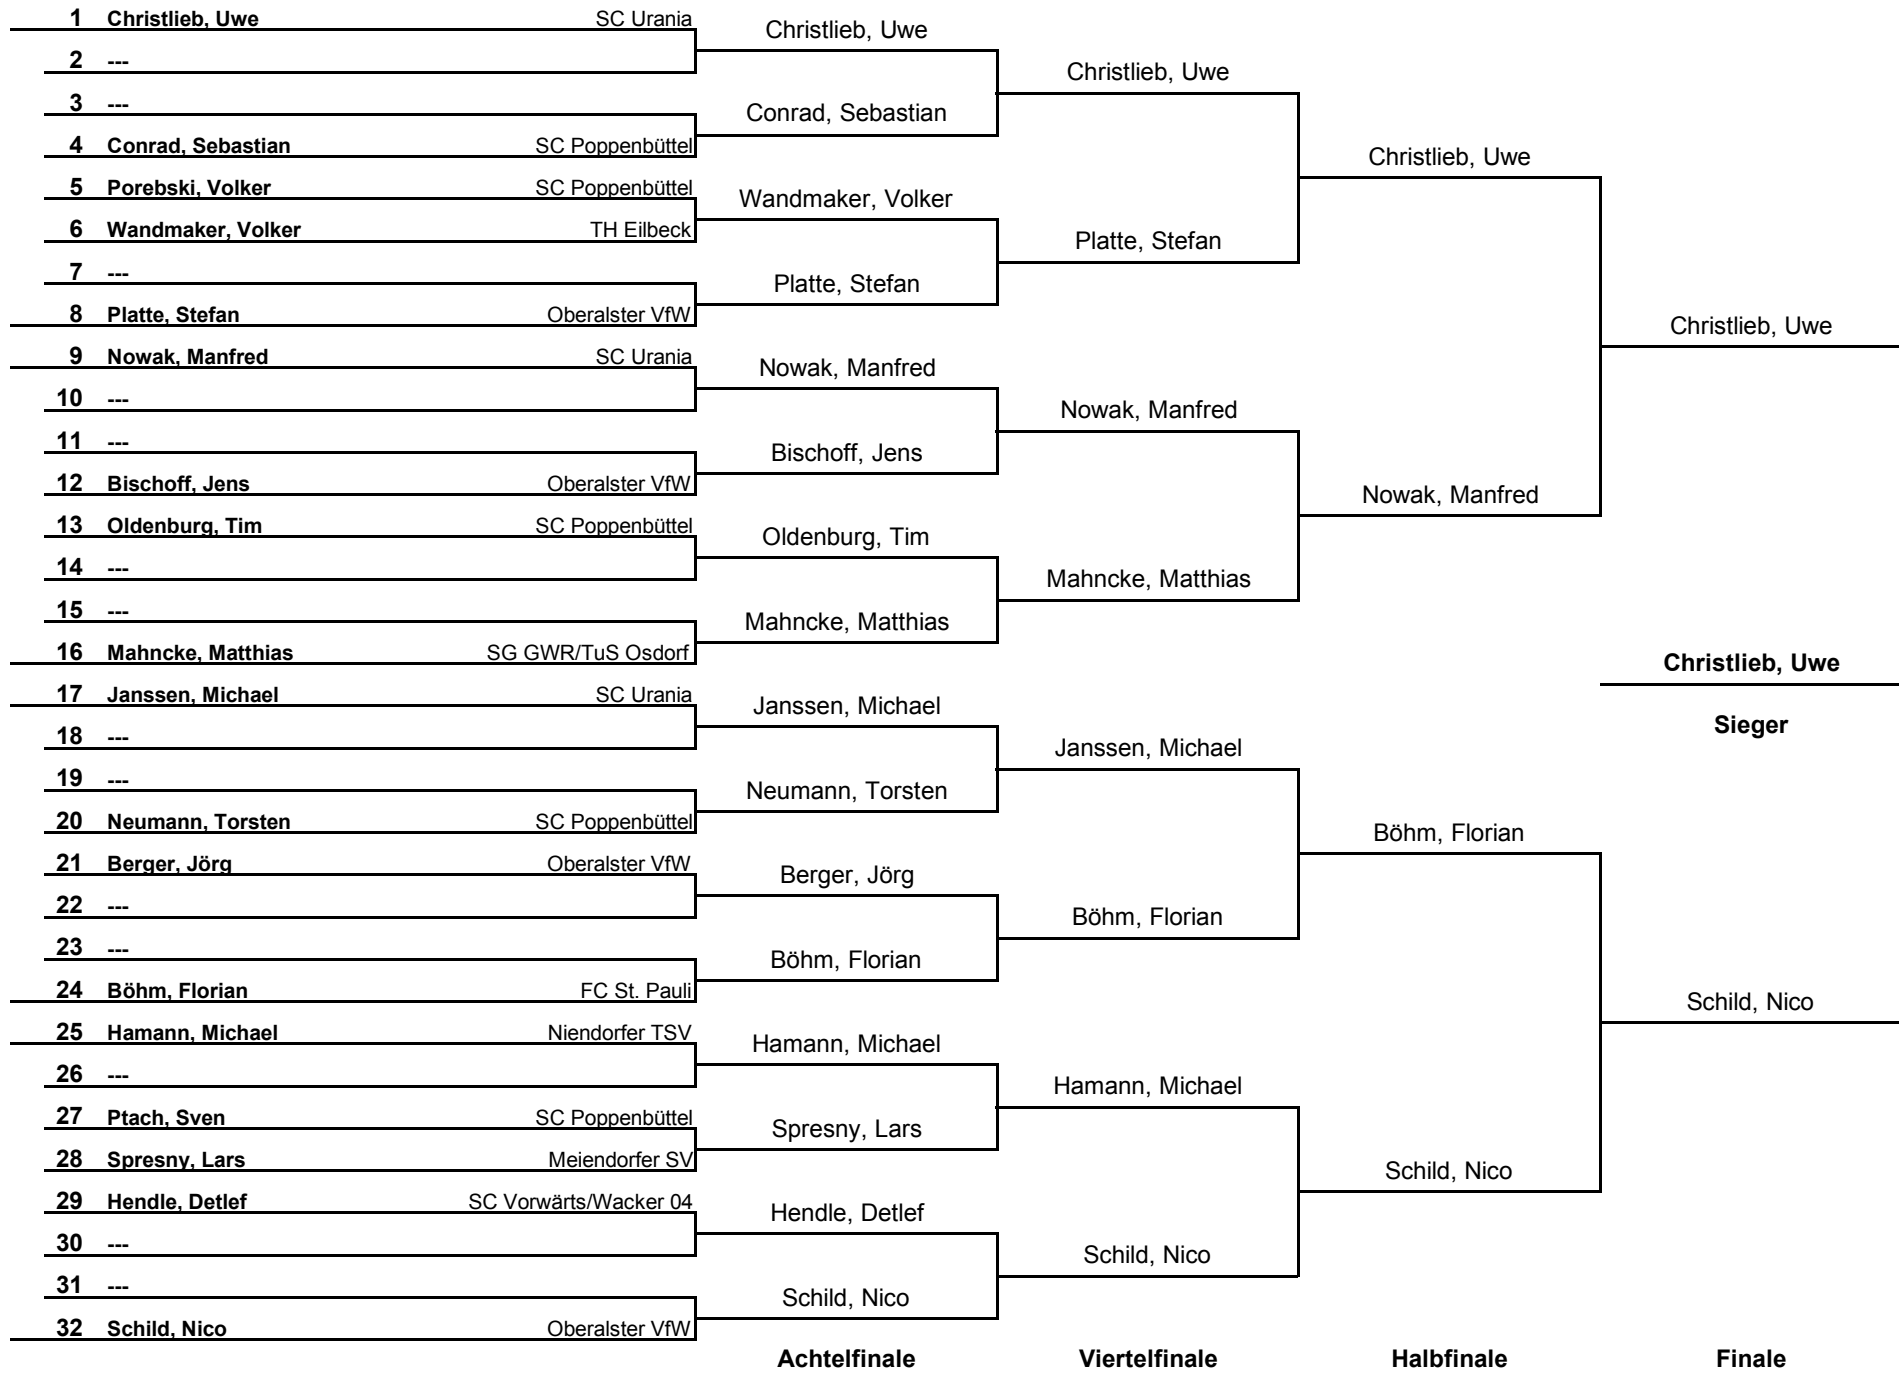 1 Christlieb, Uwe SC Urania
2 ---
3 ---
4 Conrad, Sebastian SC Poppenbüttel
5 Porebski, Volker SC Poppenbüttel
6 Wandmaker, Volker TH Eilbeck
7 ---
8 Platte, Stefan Oberalster VfW
9 Nowak, Manfred SC Urania
10 ---
11 ---
12 Bischoff, Jens Oberalster VfW
13 Oldenburg, Tim SC Poppenbüttel
14 ---
15 ---
16 Mahncke, Matthias SG GWR/TuS Osdorf
17 Janssen, Michael SC Urania
18 ---
19 ---
20 Neumann, Torsten SC Poppenbüttel
21 Berger, Jörg Oberalster VfW
22 ---
23 ---
24 Böhm, Florian FC St. Pauli
25 Hamann, Michael Niendorfer TSV
26 ---
27 Ptach, Sven SC Poppenbüttel
28 Spresny, Lars Meiendorfer SV
29 Hendle, Detlef SC Vorwärts/Wacker 04
30 ---
31 ---
32 Schild, Nico Oberalster VfW
Christlieb, Uwe
Conrad, Sebastian
Wandmaker, Volker
Platte, Stefan
Nowak, Manfred
Bischoff, Jens
Oldenburg, Tim
Mahncke, Matthias
Janssen, Michael
Neumann, Torsten
Berger, Jörg
Böhm, Florian
Hamann, Michael
Spresny, Lars
Hendle, Detlef
Schild, Nico
Achtelfinale
Christlieb, Uwe
Platte, Stefan
Nowak, Manfred
Mahncke, Matthias
Janssen, Michael
Böhm, Florian
Hamann, Michael
Schild, Nico
Viertelfinale
Christlieb, Uwe
Nowak, Manfred
Böhm, Florian
Schild, Nico
Halbfinale
Christlieb, Uwe
Christlieb, Uwe
Sieger
Schild, Nico
Finale